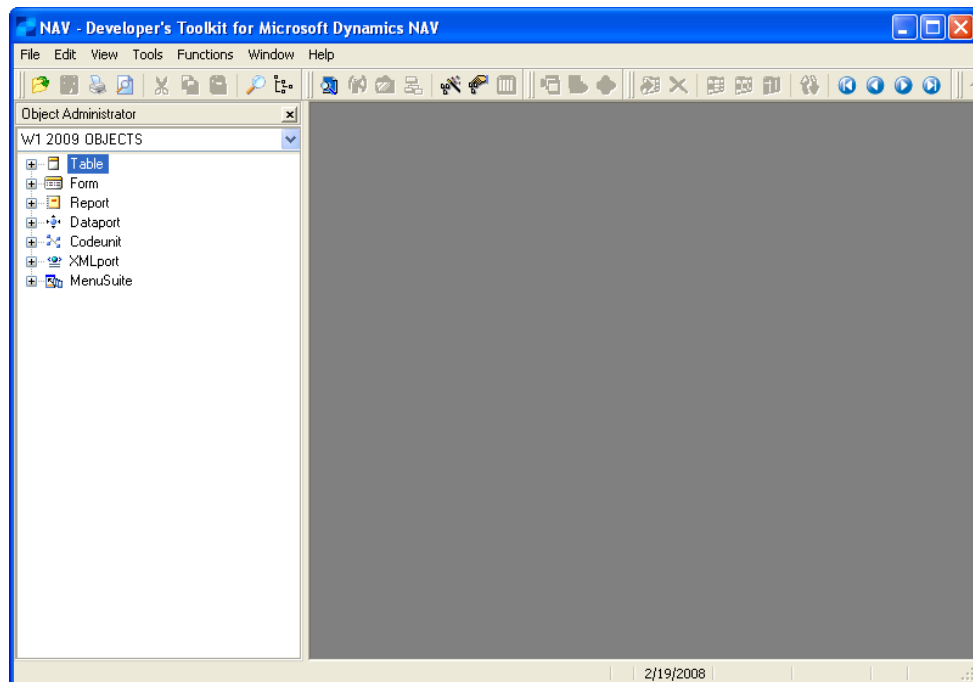 NAV - Developer's Toolkit for Microsoft Dynamics NAV
File Edit View Tools Functions Window Help
Object Administrator
W1 2009 OBJECTS
Table
Form
Report
Dataport
Codeunit
XMLport
MenuSuite
2/19/2008